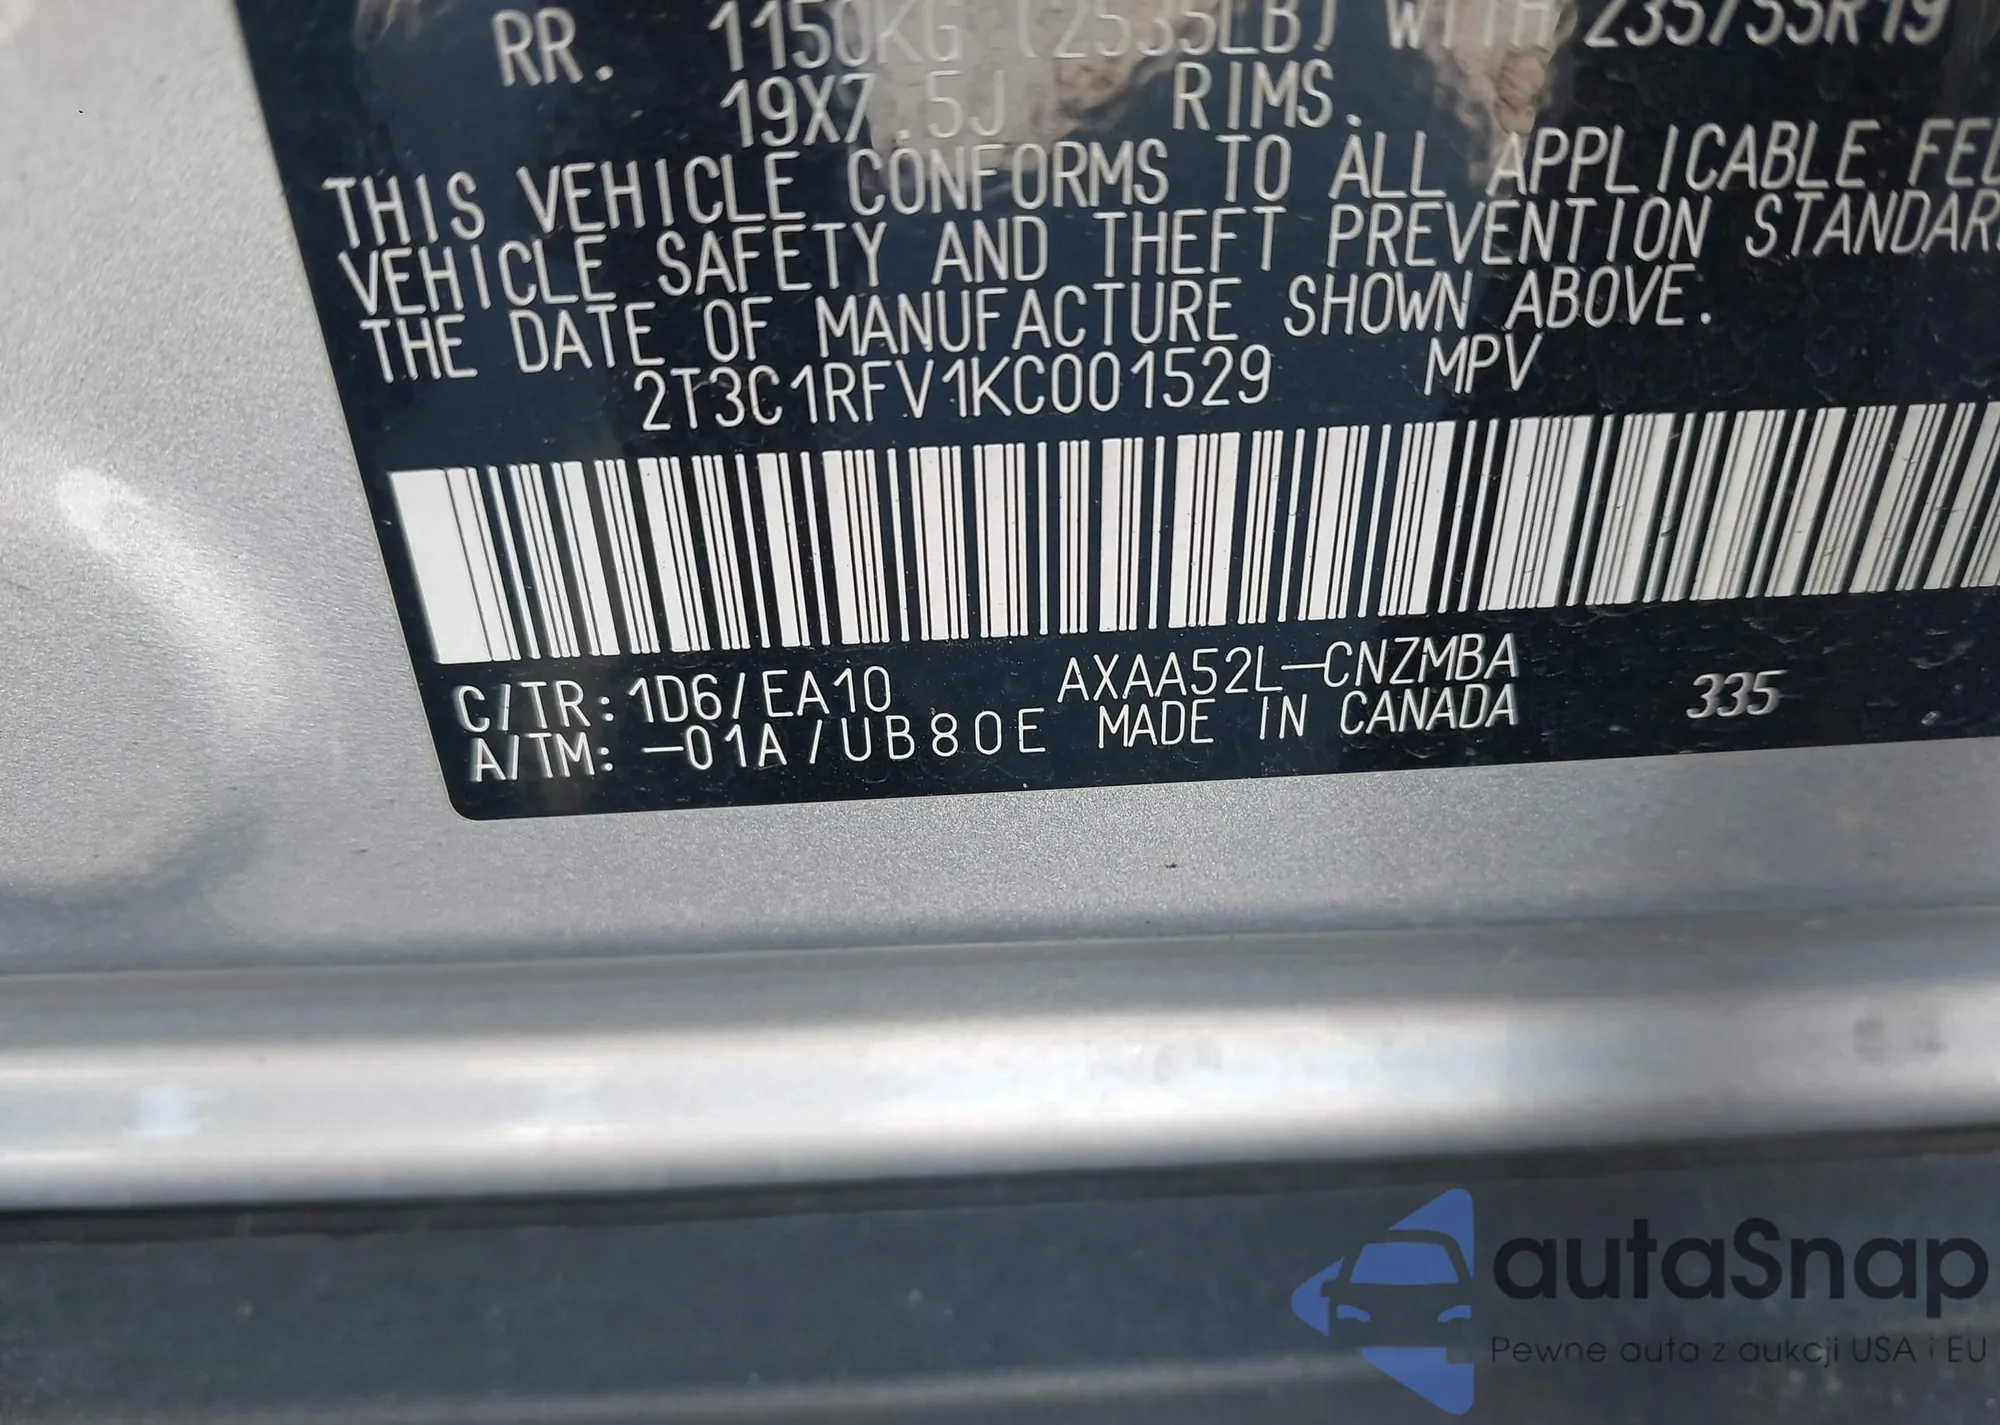 RR. 1150KG (2535LB) WITH 235/55R19
19X7.5J RIMS.
THIS VEHICLE CONFORMS TO ALL APPLICABLE FED
VEHICLE SAFETY AND THEFT PREVENTION STANDAR
THE DATE OF MANUFACTURE SHOWN ABOVE.
2T3C1RFV1KC001529 MPV
C/TR: 1D6/EA10 AXAA52L-CNZMBA
A/TM: -01A/UB80E MADE IN CANADA 335
autaSnap
Pewne auta z aukcji USA i EU